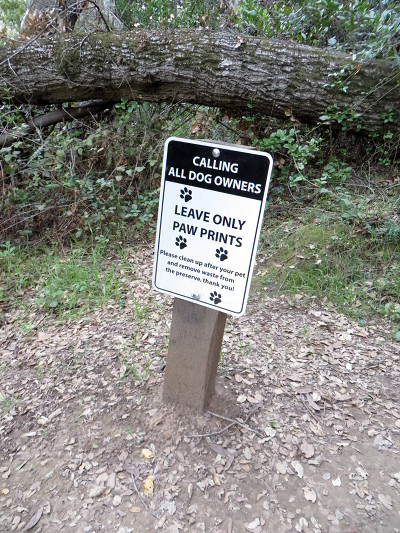 CALLING
ALL DOG OWNERS
LEAVE ONLY
PAW PRINTS
Please clean up after your pet
and remove waste from
the preserve, thank you!